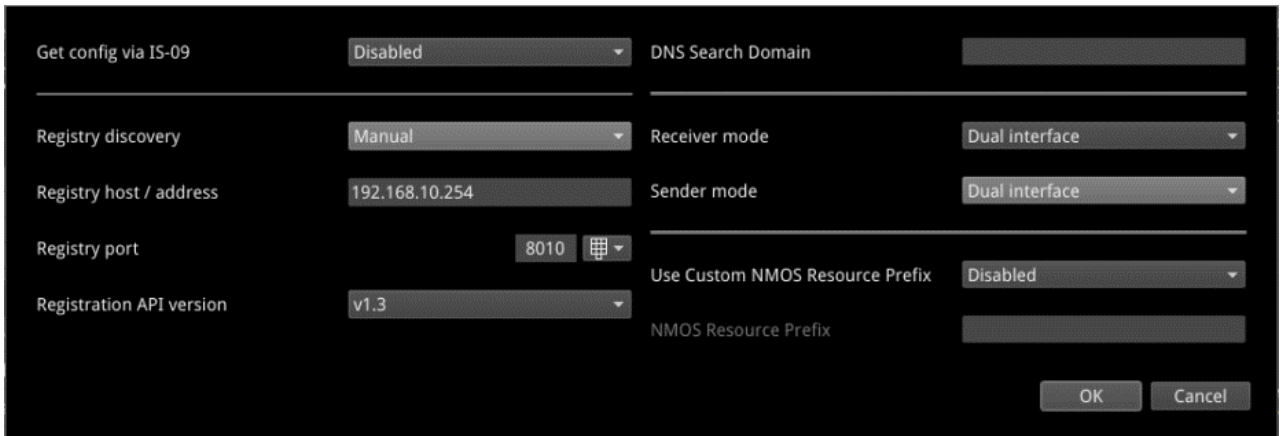 Get config via IS-09 Disabled
Registry discovery Manual
Registry host / address 192.168.10.254
Registry port 8010
Registration API version v1.3
DNS Search Domain
Receiver mode Dual interface
Sender mode Dual interface
Use Custom NMOS Resource Prefix Disabled
NMOS Resource Prefix
OK Cancel